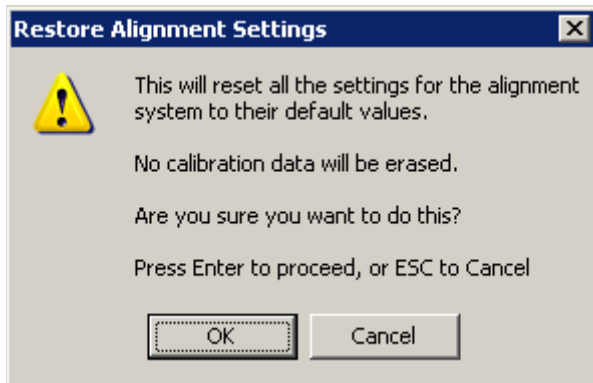 Restore Alignment Settings
This will reset all the settings for the alignment
system to their default values.
No calibration data will be erased.
Are you sure you want to do this?
Press Enter to proceed, or ESC to Cancel
OK
Cancel